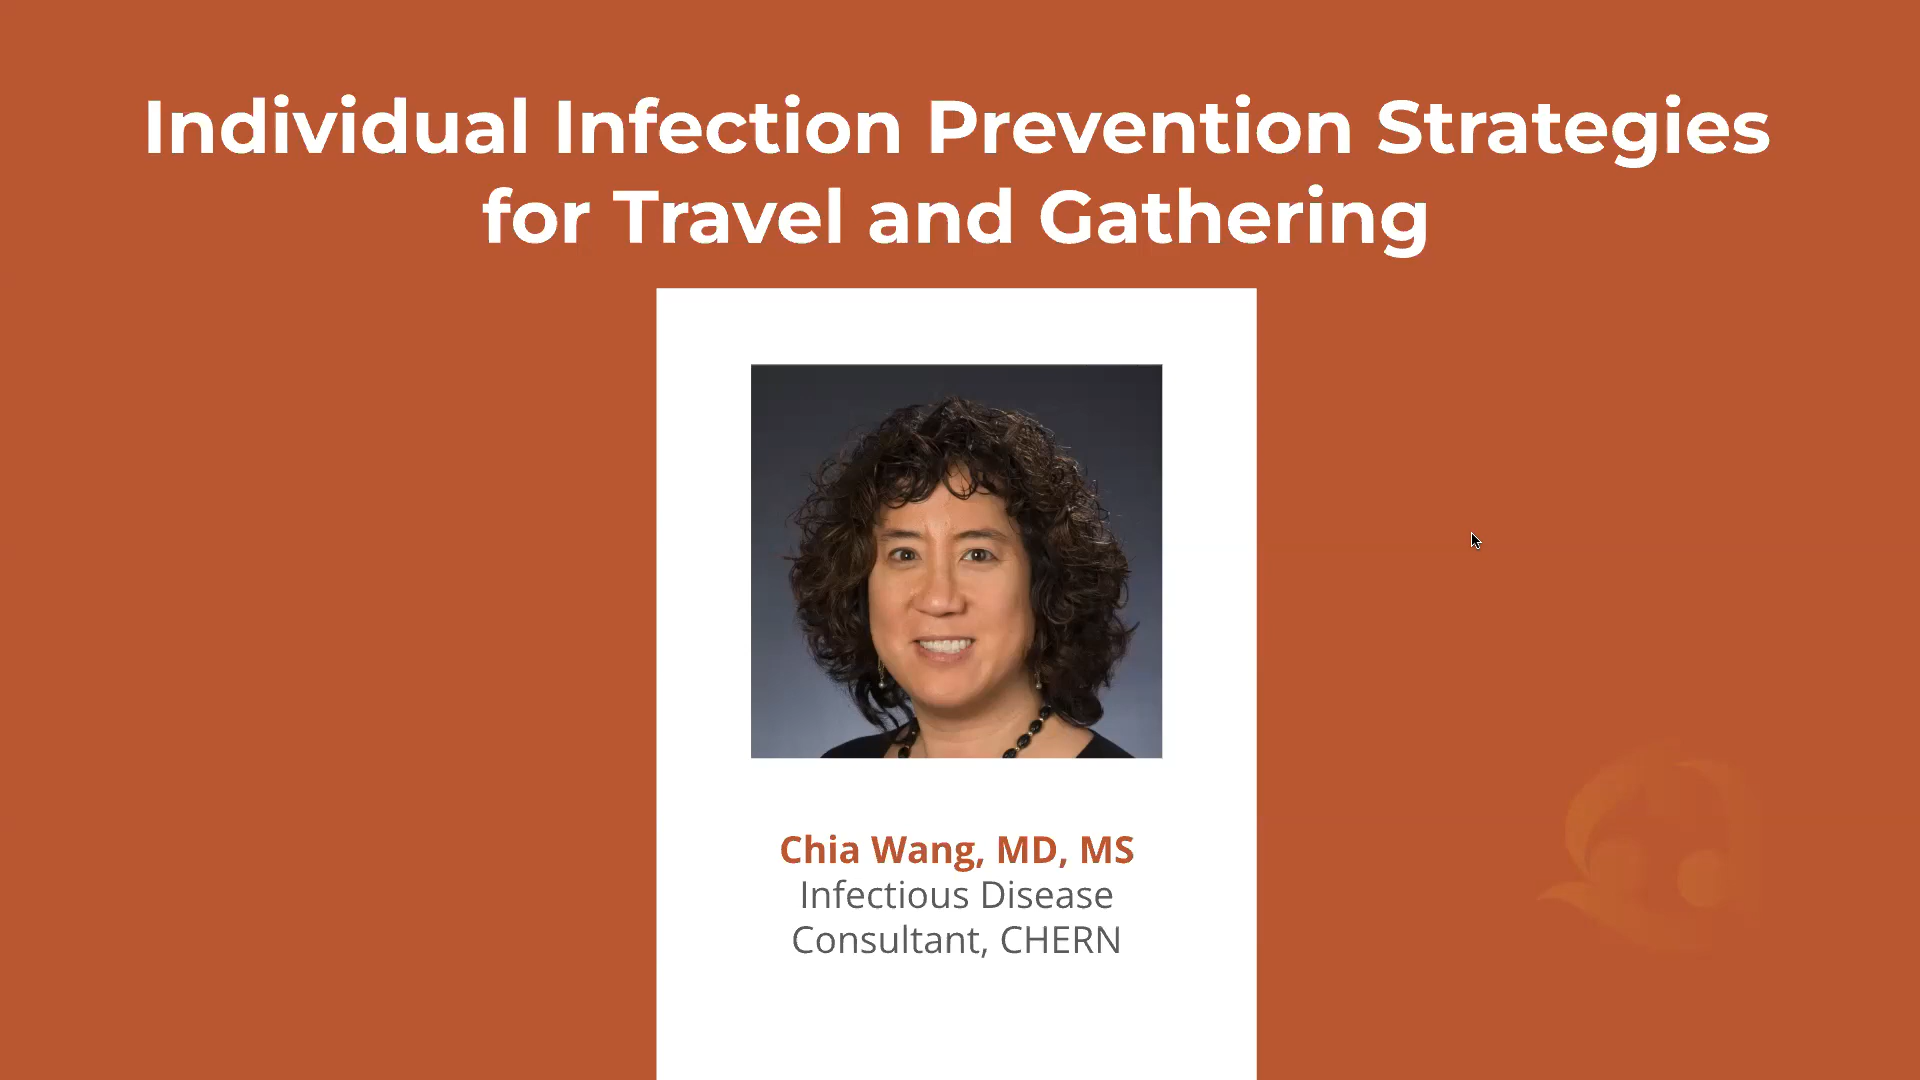 Individual Infection Prevention Strategies
for Travel and Gathering
Chia Wang, MD, MS
Infectious Disease
Consultant, CHERN